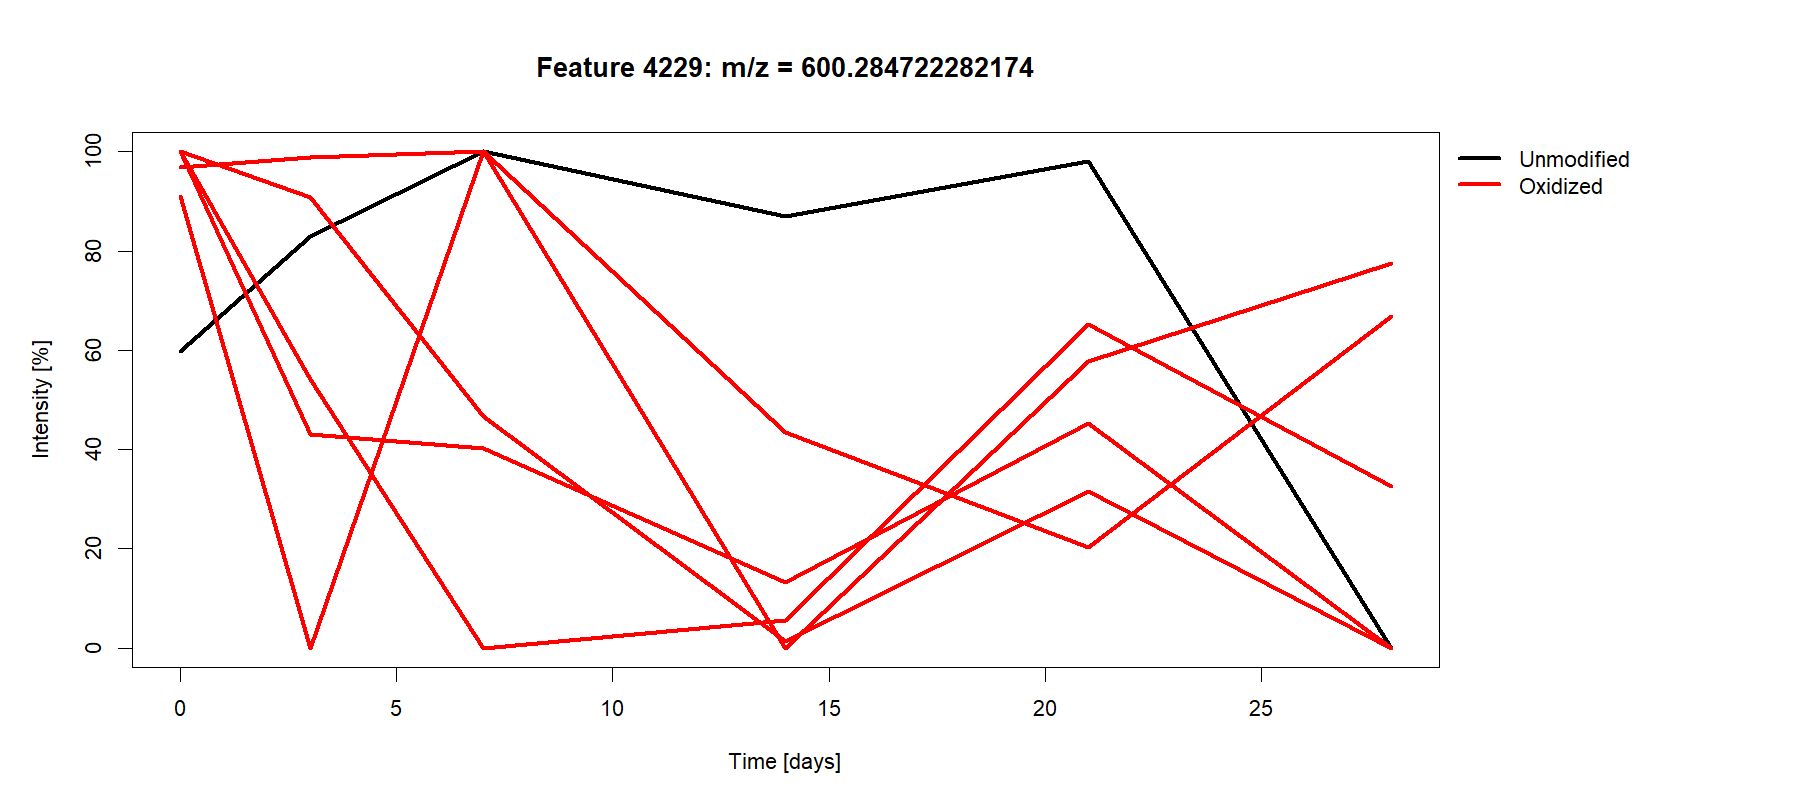 Feature 4229: m/z = 600.284722282174
Unmodified
Oxidized
Intensity [%]
100
80
60
40
20
0
0 5 10 15 20 25
Time [days]